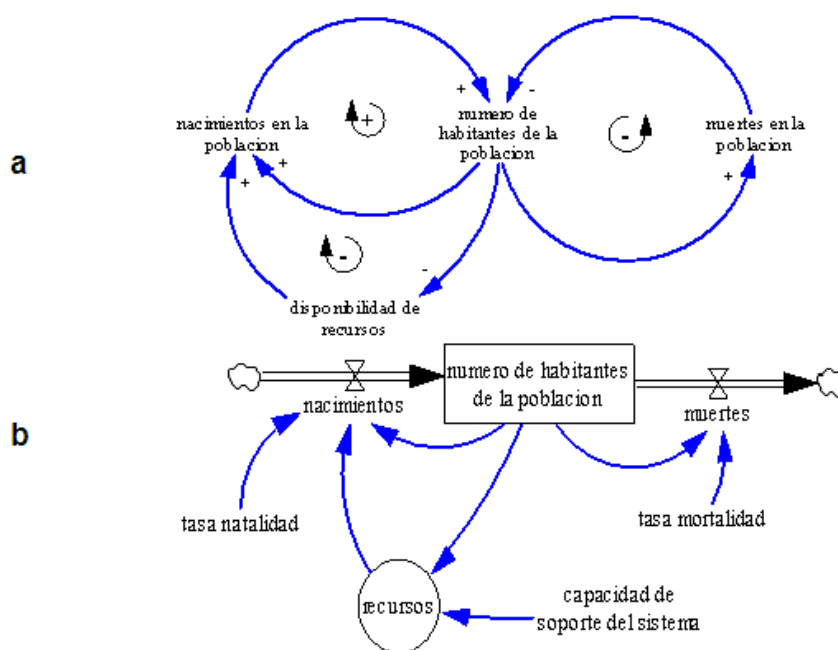 nacimientos en la
poblacion
+
+
+
+
-
numero de
habitantes de la
poblacion
-
muertes en la
poblacion
+
a
-
-
disponibilidad de
recursos
numero de habitantes
de la poblacion
nacimientos
muertes
b
tasa natalidad
tasa mortalidad
recursos
capacidad de
soporte del sistema